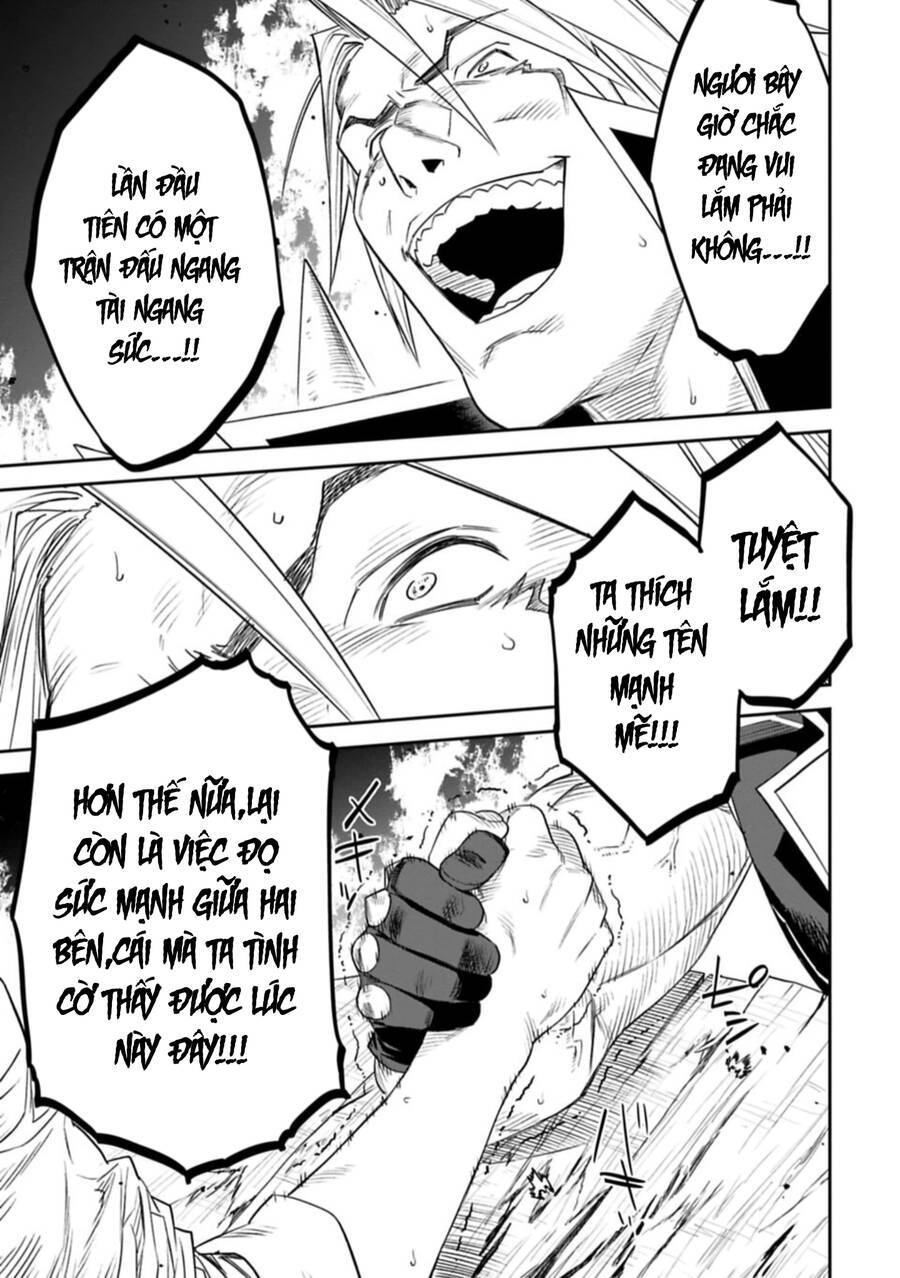 NGƯƠI BÂY
GIỜ CHẮC
ĐANG VUI
LẮM PHẢI
KHÔNG...!!
LẦN ĐẦU
TIÊN CÓ MỘT
TRẬN ĐẤU NGANG
TÀI NGANG
SỨC...!!
TUYỆT
LẮM!!
TA THÍCH
NHỮNG TÊN
MẠNH
MẼ!!!
HƠN THẾ NỮA,LẠI
CÒN LÀ VIỆC ĐỌ
SỨC MẠNH GIỮA HAI
BÊN,CÁI MÀ TA TÌNH
CỜ THẤY ĐƯỢC LÚC
NÀY ĐÂY!!!